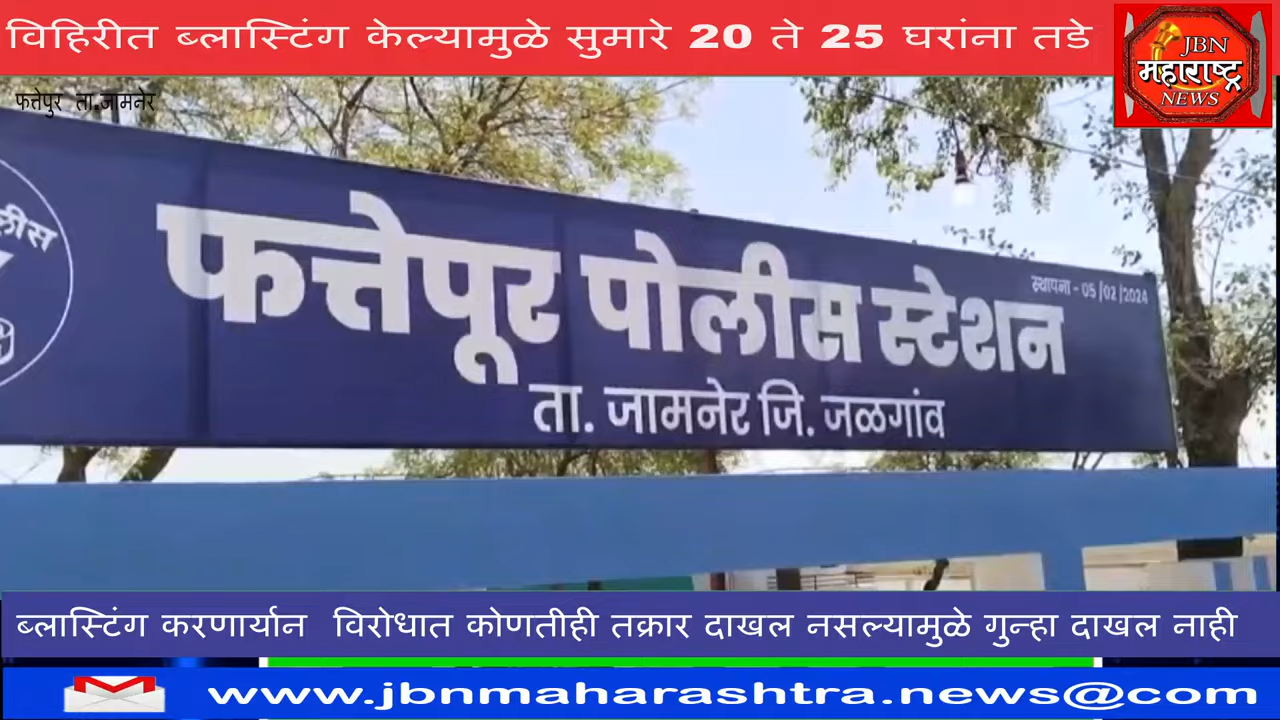 विहिरीत ब्लास्टिंग केल्यामुळे सुमारे 20 ते 25 घरांना तडे
JBN
महाराष्ट्र
NEWS
फत्तेपुर ता.जामनेर
फत्तेपूर पोलीस स्टेशन
स्थापना - 05 /02 /2024
ता. जामनेर जि. जळगांव
ब्लास्टिंग करणार्यान विरोधात कोणतीही तक्रार दाखल नसल्यामुळे गुन्हा दाखल नाही
www.jbnmaharashtra.news@com